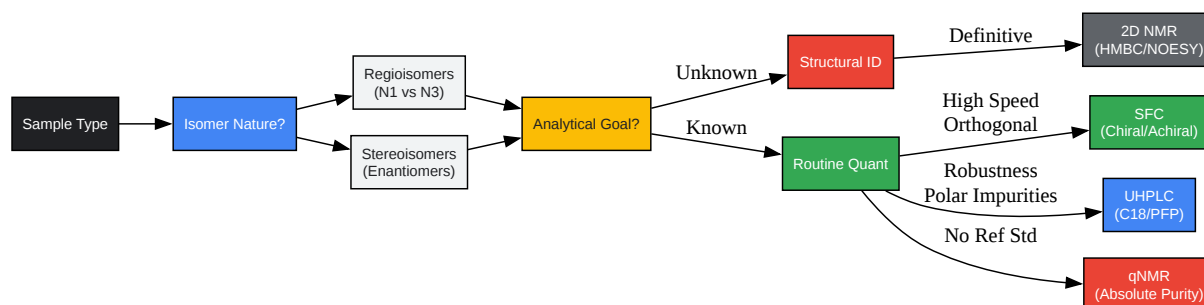 Sample Type
Isomer Nature?
Regioisomers
(N1 vs N3)
Stereoisomers
(Enantiomers)
Analytical Goal?
Unknown
Known
Structural ID
Routine Quant
Definitive
High Speed
Orthogonal
Robustness
Polar Impurities
No Ref Std
2D NMR
(HMBC/NOESY)
SFC
(Chiral/Achiral)
UHPLC
(C18/PFP)
qNMR
(Absolute Purity)